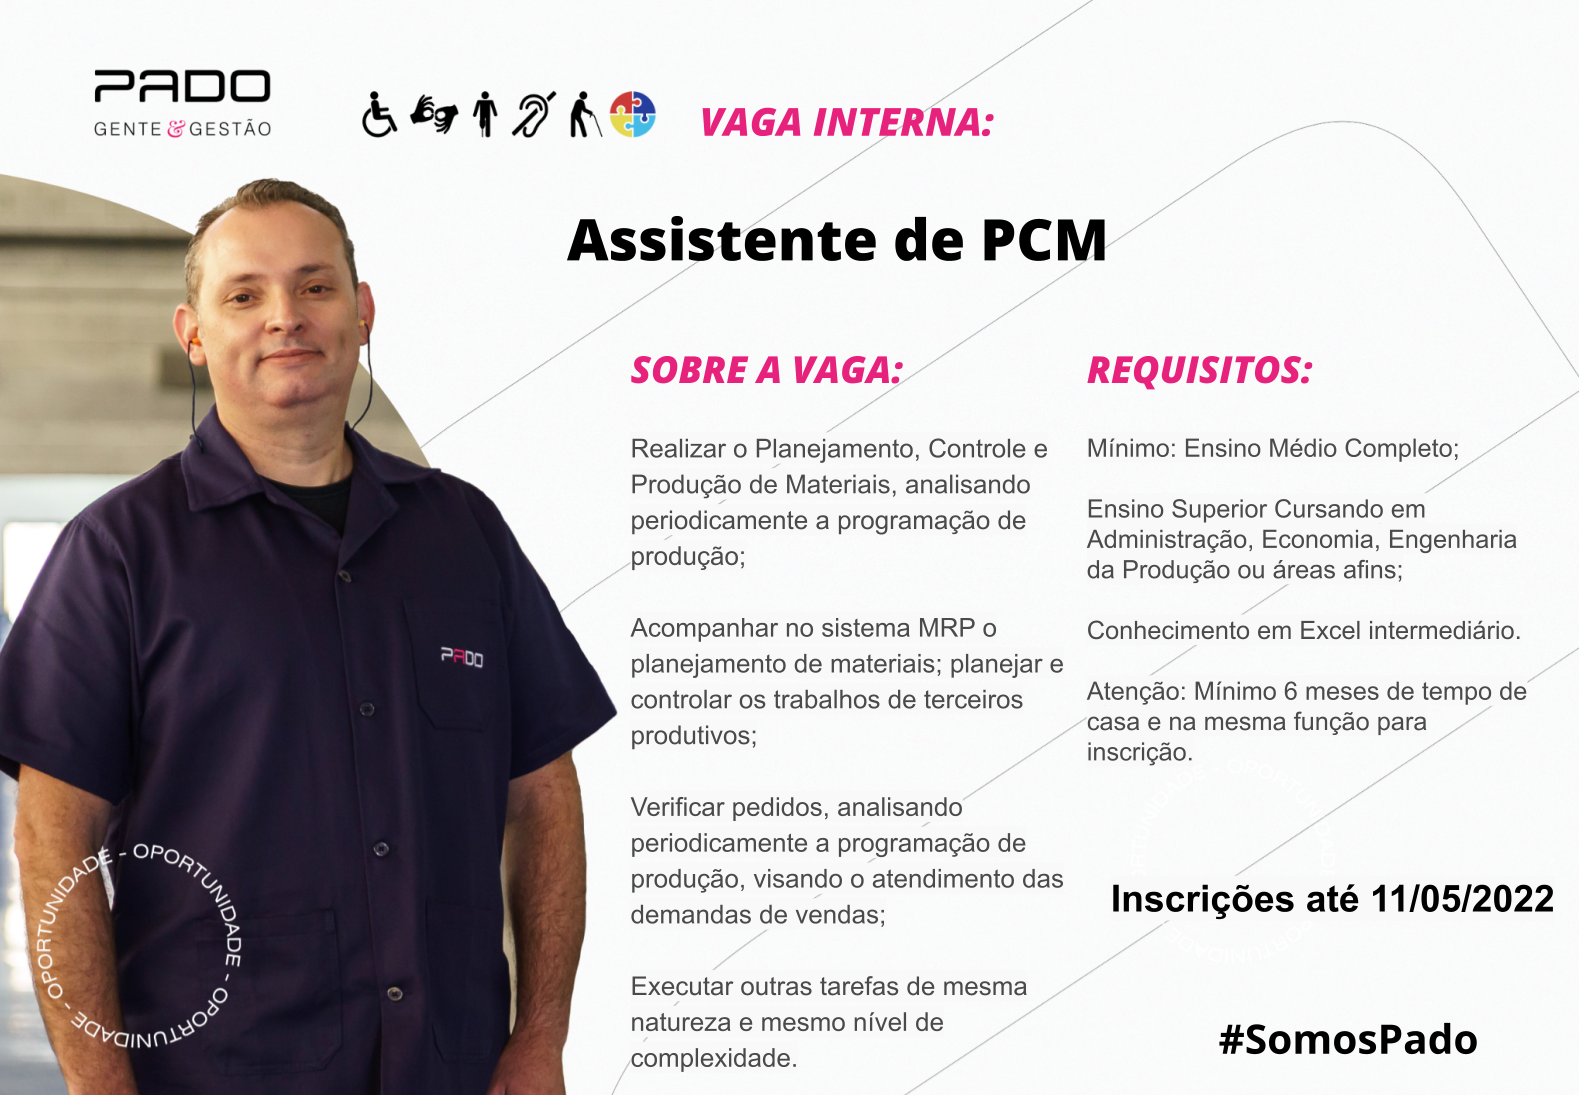 PADO
GENTE & GESTÃO
VAGA INTERNA:
Assistente de PCM
SOBRE A VAGA:
Realizar o Planejamento, Controle e
Produção de Materiais, analisando
periodicamente a programação de
produção;
Acompanhar no sistema MRP o
planejamento de materiais; planejar e
controlar os trabalhos de terceiros
produtivos;
Verificar pedidos, analisando
periodicamente a programação de
produção, visando o atendimento das
demandas de vendas;
Executar outras tarefas de mesma
natureza e mesmo nível de
complexidade.
REQUISITOS:
Mínimo: Ensino Médio Completo;
Ensino Superior Cursando em
Administração, Economia, Engenharia
da Produção ou áreas afins;
Conhecimento em Excel intermediário.
Atenção: Mínimo 6 meses de tempo de
casa e na mesma função para
inscrição.
Inscrições até 11/05/2022
#SomosPado
PADO
OPORTUNIDADE - OPORTUNIDADE - OPORTUNIDADE -
OPORTUNIDADE - OPORTUNIDADE - OPORTUNIDADE -